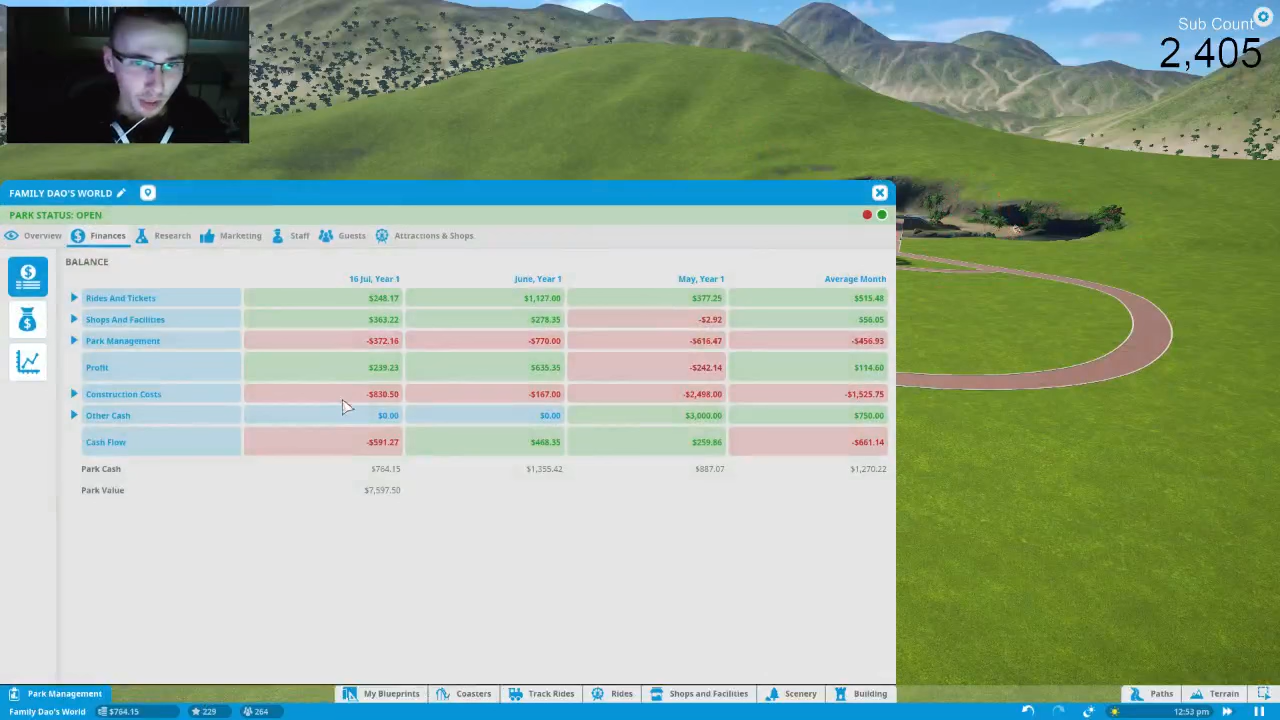 Sub Count
2,405
FAMILY DAO'S WORLD
PARK STATUS: OPEN
Overview Finances Research Marketing Staff Guests Attractions & Shops
BALANCE
16 Jul, Year 1 June, Year 1 May, Year 1 Average Month
Rides And Tickets $248.17 $1,127.00 $377.25 $515.48
Shops And Facilities $363.22 $278.35 -$2.92 $56.05
Park Management -$372.16 -$770.00 -$616.47 -$456.93
Profit $239.23 $635.35 -$242.14 $114.60
Construction Costs -$830.50 -$167.00 -$2,498.00 -$1,525.75
Other Cash $0.00 $0.00 $3,000.00 $750.00
Cash Flow -$591.27 $468.35 $259.86 -$661.14
Park Cash $764.15 $1,355.42 $887.07 $1,270.22
Park Value $7,597.50
Park Management My Blueprints Coasters Track Rides Rides Shops and Facilities Scenery Building Paths Terrain
Family Dao's World $764.15 229 264 12:53 pm